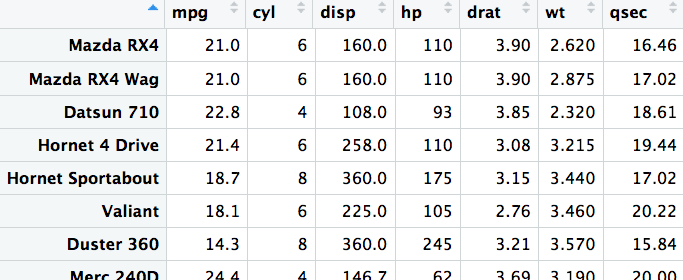 mpg cyl disp hp drat wt qsec
Mazda RX4 21.0 6 160.0 110 3.90 2.620 16.46
Mazda RX4 Wag 21.0 6 160.0 110 3.90 2.875 17.02
Datsun 710 22.8 4 108.0 93 3.85 2.320 18.61
Hornet 4 Drive 21.4 6 258.0 110 3.08 3.215 19.44
Hornet Sportabout 18.7 8 360.0 175 3.15 3.440 17.02
Valiant 18.1 6 225.0 105 2.76 3.460 20.22
Duster 360 14.3 8 360.0 245 3.21 3.570 15.84
Merc 240D 24.4 4 146.7 62 3.69 3.190 20.00